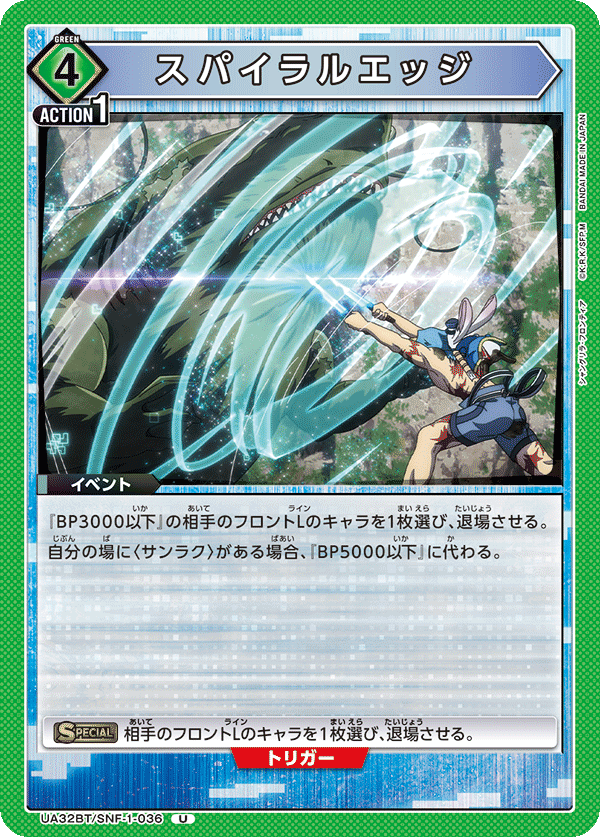 GREEN
4
スパイラルエッジ
ACTION1
BANDAI MADE IN JAPAN
©K,R,K/SFP,M
シャングリラ・フロンティア
イベント
『BP3000以下』の相手のフロントLのキャラを1枚選び、退場させる。
自分の場に〈サンラク〉がある場合、『BP5000以下』に代わる。
SPECIAL 相手のフロントLのキャラを1枚選び、退場させる。
トリガー
UA32BT/SNF-1-036 U